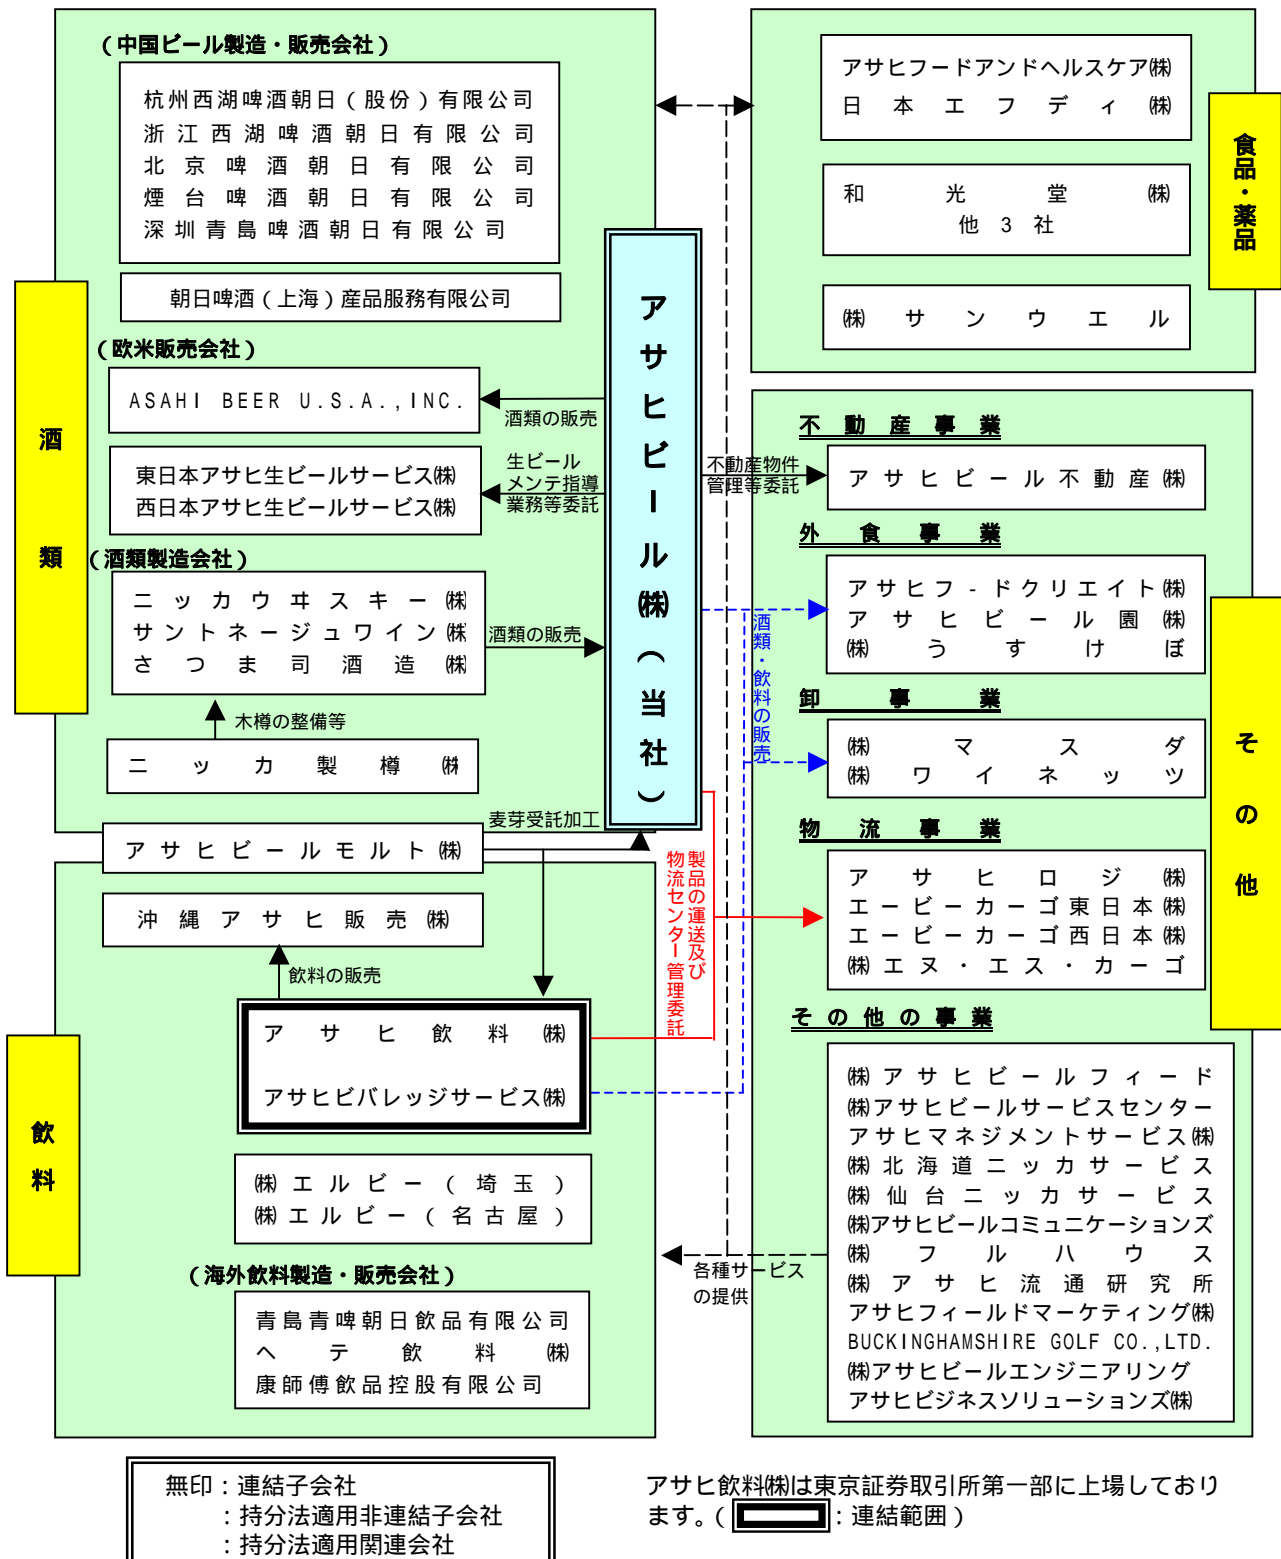 （中国ビール製造・販売会社）
杭州西湖啤酒朝日（股份）有限公司
浙江西湖啤酒朝日有限公司
北京啤酒朝日有限公司
煙台啤酒朝日有限公司
深圳青島啤酒朝日有限公司
朝日啤酒（上海）産品服務有限公司
（欧米販売会社）
ASAHI BEER U.S.A.,INC.
酒類の販売
東日本アサヒ生ビールサービス㈱
西日本アサヒ生ビールサービス㈱
生ビール
メンテ指導
業務等委託
（酒類製造会社）
ニッカウヰスキー㈱
サントネージュワイン㈱
さつま司酒造㈱
酒類の販売
木樽の整備等
ニッカ製樽㈱
酒類
アサヒビール㈱（当社）
麦芽受託加工
アサヒビールモルト㈱
沖縄アサヒ販売㈱
飲料の販売
アサヒ飲料㈱
アサヒビバレッジサービス㈱
飲料
㈱エルビー（埼玉）
㈱エルビー（名古屋）
（海外飲料製造・販売会社）
青島青啤朝日飲品有限公司
ヘテ飲料㈱
康師傅飲品控股有限公司
アサヒフードアンドヘルスケア㈱
日本エフディ㈱
和光堂㈱
他3社
㈱サンウエル
食品・薬品
不動産事業
不動産物件
管理等委託
アサヒビール不動産㈱
外食事業
アサヒフ-ドクリエイト㈱
アサヒビール園㈱
㈱うすけぼ
酒類・飲料の販売
卸事業
㈱マスダ
㈱ワイネッツ
物流事業
アサヒロジ㈱
エービーカーゴ東日本㈱
エービーカーゴ西日本㈱
㈱エヌ・エス・カーゴ
製品の運送及び
物流センター管理委託
その他
その他の事業
㈱アサヒビールフィード
㈱アサヒビールサービスセンター
アサヒマネジメントサービス㈱
㈱北海道ニッカサービス
㈱仙台ニッカサービス
㈱アサヒビールコミュニケーションズ
㈱フルハウス
㈱アサヒ流通研究所
アサヒフィールドマーケティング㈱
BUCKINGHAMSHIRE GOLF CO.,LTD.
㈱アサヒビールエンジニアリング
アサヒビジネスソリューションズ㈱
各種サービス
の提供
無印：連結子会社
：持分法適用非連結子会社
：持分法適用関連会社
アサヒ飲料㈱は東京証券取引所第一部に上場しており
ます。（　：連結範囲）